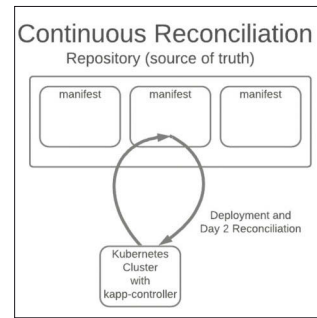 Continuous Reconciliation
Repository (source of truth)
manifest
manifest
manifest
Deployment and
Day 2 Reconciliation
Kubernetes
Cluster
with
kapp-controller